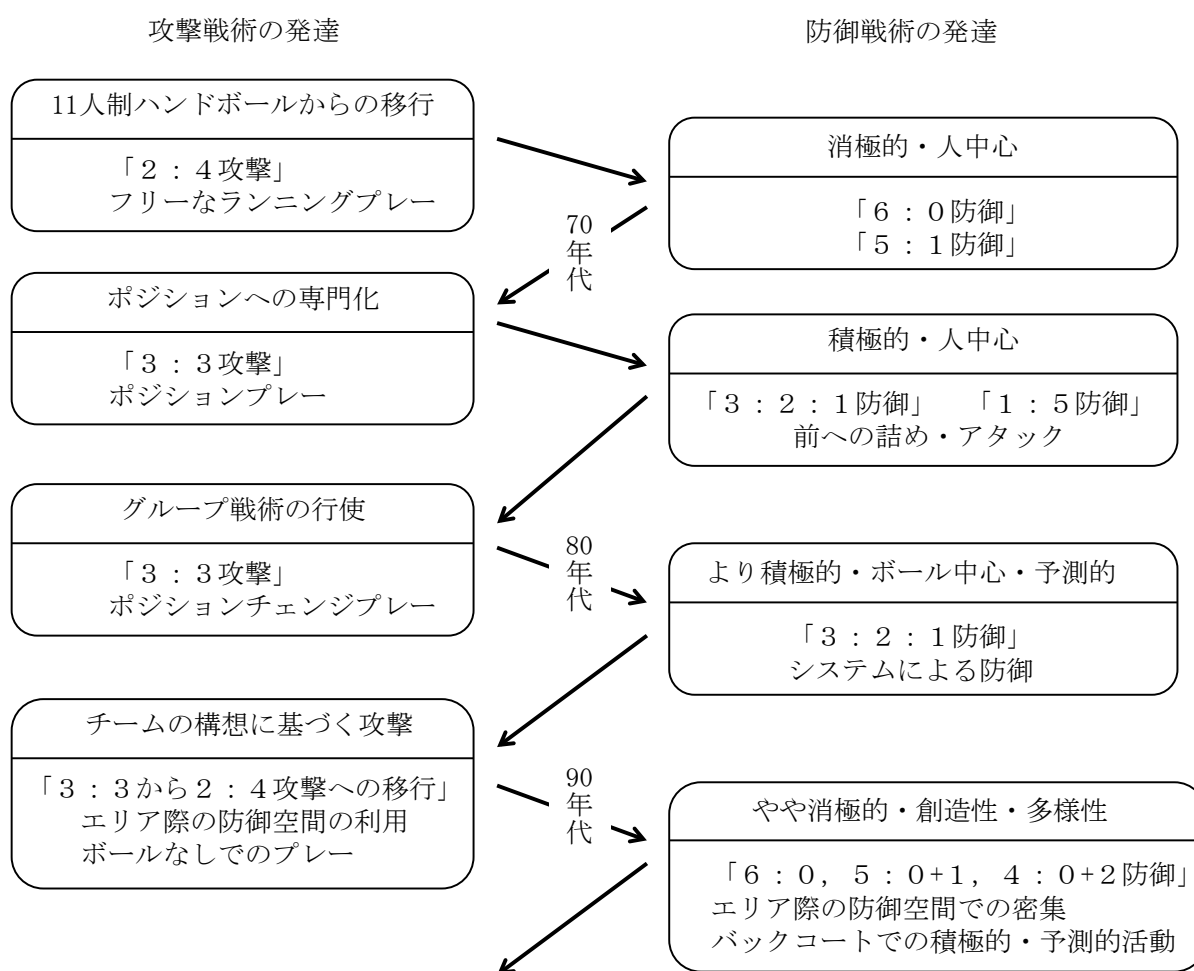 攻撃戦術の発達
防御戦術の発達
11人制ハンドボールからの移行
「２：４攻撃」
フリーなランニングプレー
消極的・人中心
「６：０防御」
「５：１防御」
70
年
代
ポジションへの専門化
「３：３攻撃」
ポジションプレー
積極的・人中心
「３：２：１防御」　「１：５防御」
前への詰め・アタック
グループ戦術の行使
「３：３攻撃」
ポジションチェンジプレー
80
年
代
より積極的・ボール中心・予測的
「３：２：１防御」
システムによる防御
チームの構想に基づく攻撃
「３：３から２：４攻撃への移行」
エリア際の防御空間の利用
ボールなしでのプレー
90
年
代
やや消極的・創造性・多様性
「６：０，５：０+１，４：０+２防御」
エリア際の防御空間での密集
バックコートでの積極的・予測的活動